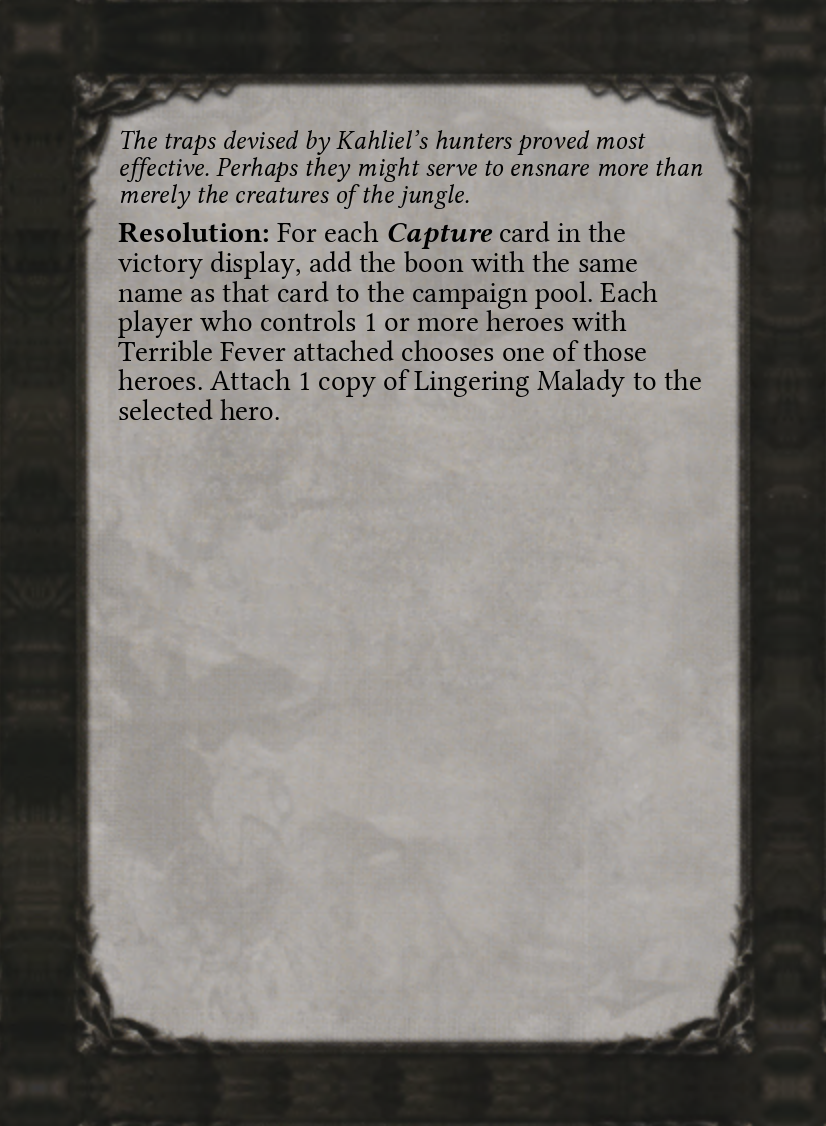 The traps devised by Kahliel’s hunters proved most
effective. Perhaps they might serve to ensnare more than
merely the creatures of the jungle.
Resolution: For each Capture card in the
victory display, add the boon with the same
name as that card to the campaign pool. Each
player who controls 1 or more heroes with
Terrible Fever attached chooses one of those
heroes. Attach 1 copy of Lingering Malady to the
selected hero.